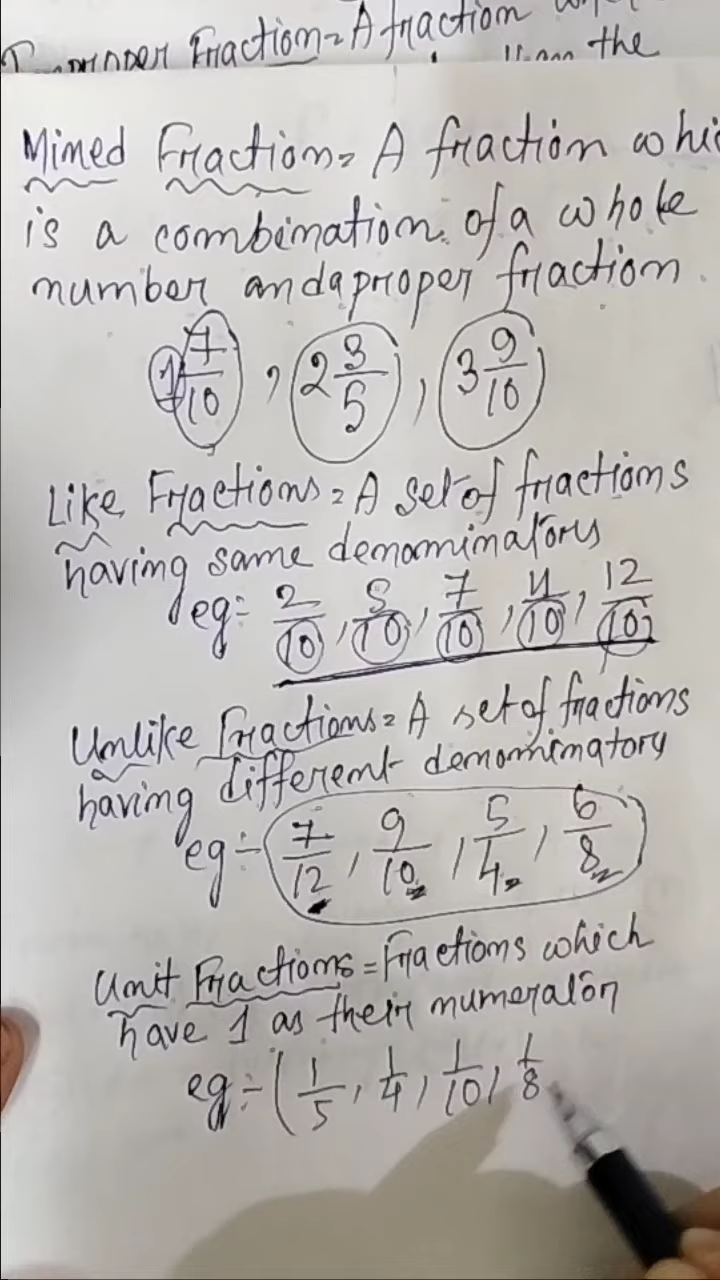 Improper Fraction = A fraction
the
Mixed Fraction = A fraction whi
is a combination of a whole
number and a proper fraction.
1 7/10, 2 3/5, 3 9/10
Like Fractions = A set of fractions
having same denominators
eg÷ 2/10, 5/10, 7/10, 4/10, 12/10
Unlike Fractions = A set of fractions
having different denominators
eg÷ 7/12, 9/10, 5/4, 6/8
Unit Fractions = Fractions which
have 1 as their numerator
eg÷ (1/5, 1/4, 1/10, 1/8